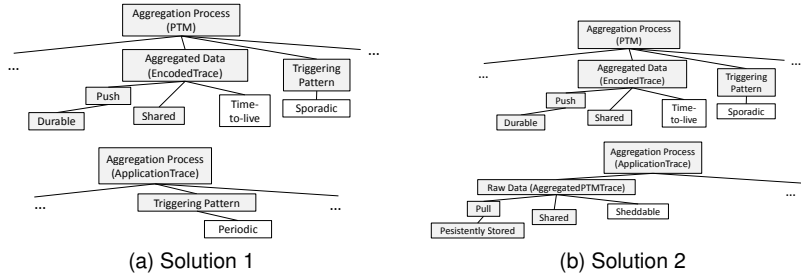 Aggregation Process
(PTM)
...
...
Aggregated Data
(EncodedTrace)
Triggering
Pattern
Push
Durable
Shared
Time-
to-live
Sporadic
Aggregation Process
(ApplicationTrace)
...
...
Triggering Pattern
Periodic
(a) Solution 1
Aggregation Process
(PTM)
...
...
Aggregated Data
(EncodedTrace)
Triggering
Pattern
Push
Durable
Shared
Time-
to-live
Sporadic
Aggregation Process
(ApplicationTrace)
Raw Data (AggregatedPTMTrace)
...
Pull
Shared
Sheddable
Pesistently Stored
(b) Solution 2